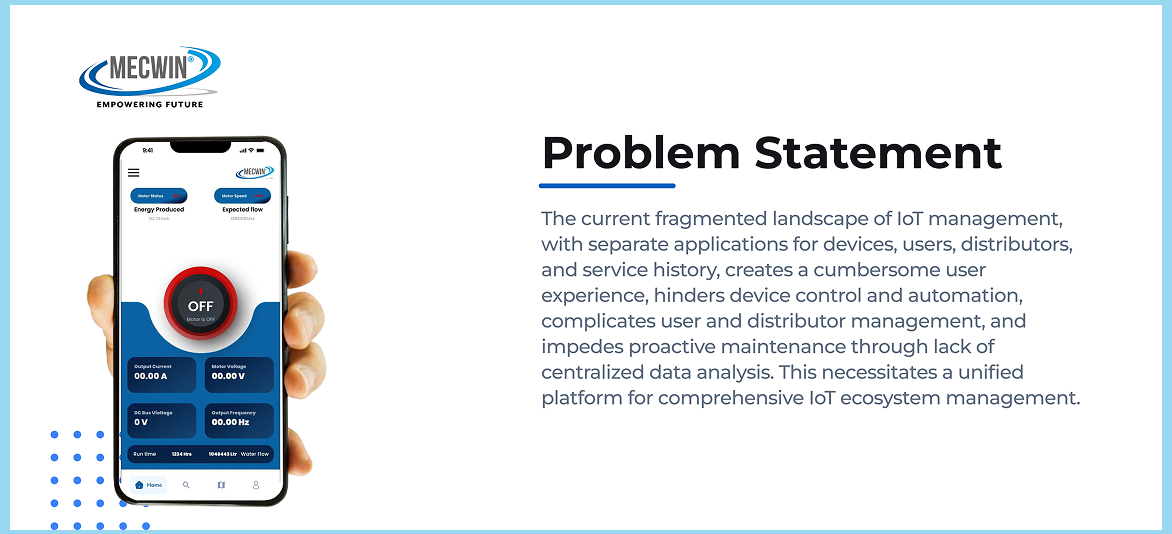 MECWIN®
EMPOWERING FUTURE
9:41
MECWIN
Motor Status
Motor Speed
Energy Produced
Expected flow
OFF
Motor is OFF
Output Current
Motor Voltage
00.00 A
00.00 V
DC Bus Vloltage
Output Frequency
0 V
00.00 Hz
Run time 1234 Hrs 1046443 Ltr Water Flow
Home
Problem Statement
The current fragmented landscape of IoT management,
with separate applications for devices, users, distributors,
and service history, creates a cumbersome user
experience, hinders device control and automation,
complicates user and distributor management, and
impedes proactive maintenance through lack of
centralized data analysis. This necessitates a unified
platform for comprehensive IoT ecosystem management.